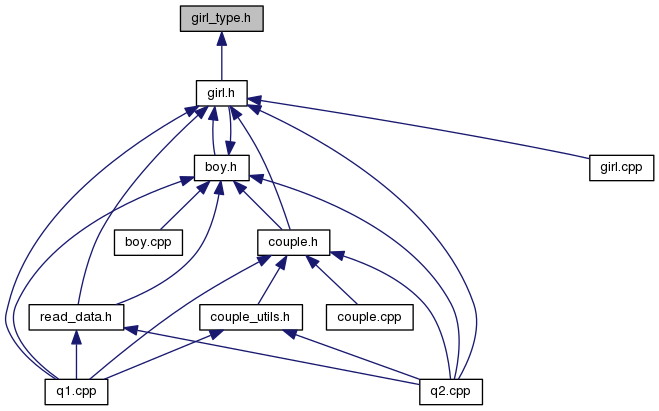 girl_type.h
girl.h
boy.h
girl.cpp
boy.cpp
couple.h
read_data.h
couple_utils.h
couple.cpp
q1.cpp
q2.cpp